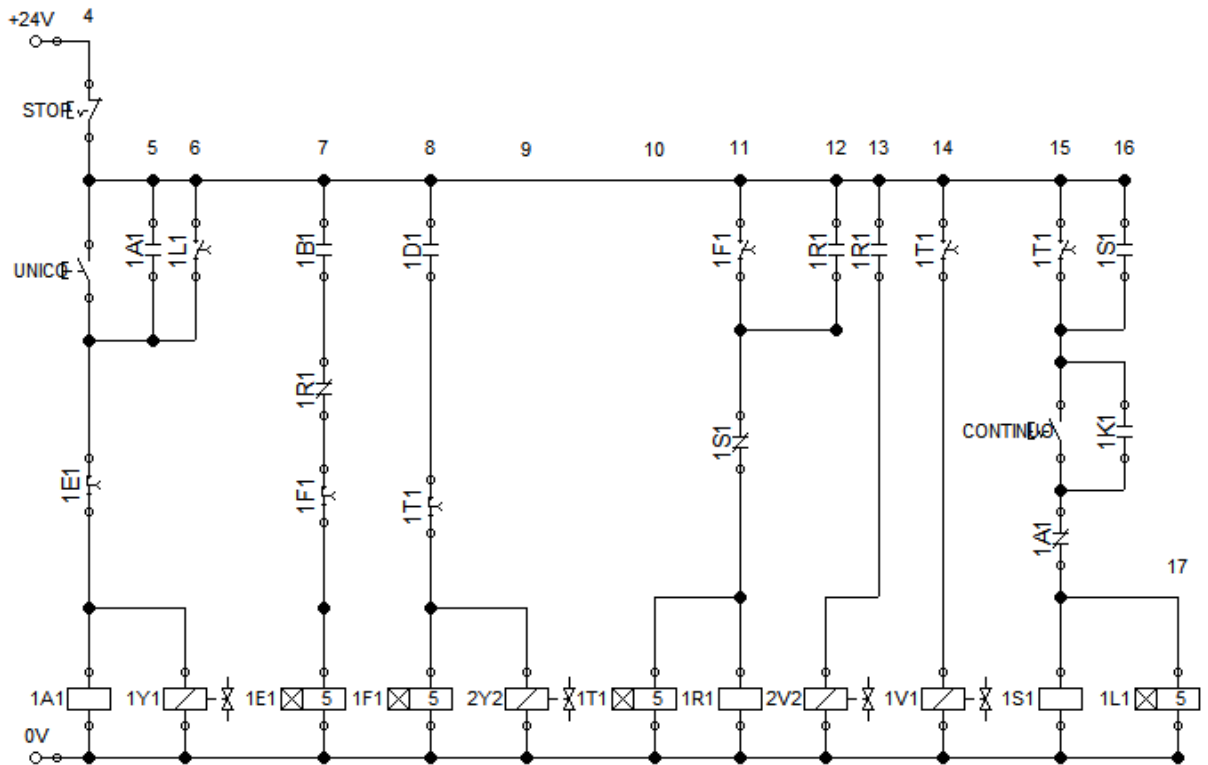 +24V 4
STOP
5 6 7 8 9 10 11 12 13 14 15 16
UNICO 1A1 1L1 1B1 1D1 1F1 1R1 1R1 1T1 1T1 1S1
1R1 1S1 CONTINUO 1K1
1E1 1F1 1T1 1A1
17
1A1 1Y1 1E1 5 1F1 5 2Y2 1T1 5 1R1 2V2 1V1 1S1 1L1 5
0V